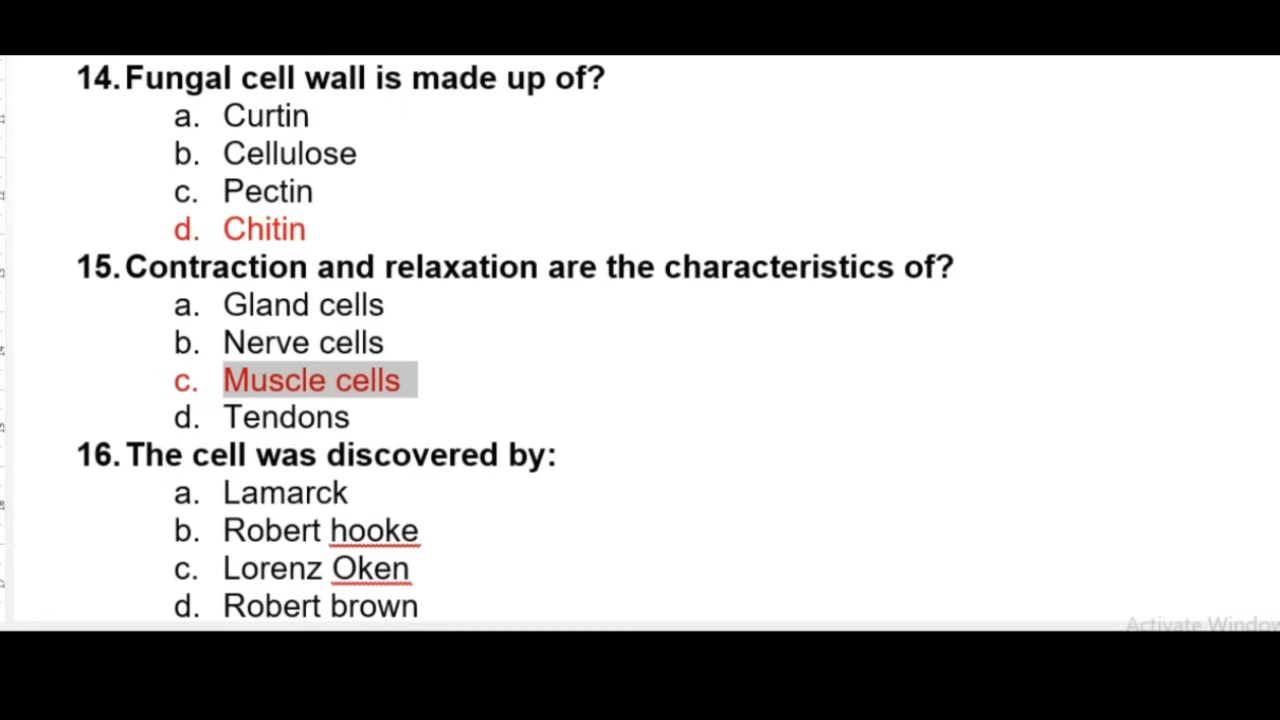 14. Fungal cell wall is made up of?
a. Curtin
b. Cellulose
c. Pectin
d. Chitin
15. Contraction and relaxation are the characteristics of?
a. Gland cells
b. Nerve cells
c. Muscle cells
d. Tendons
16. The cell was discovered by:
a. Lamarck
b. Robert hooke
c. Lorenz Oken
d. Robert brown
Activate Window